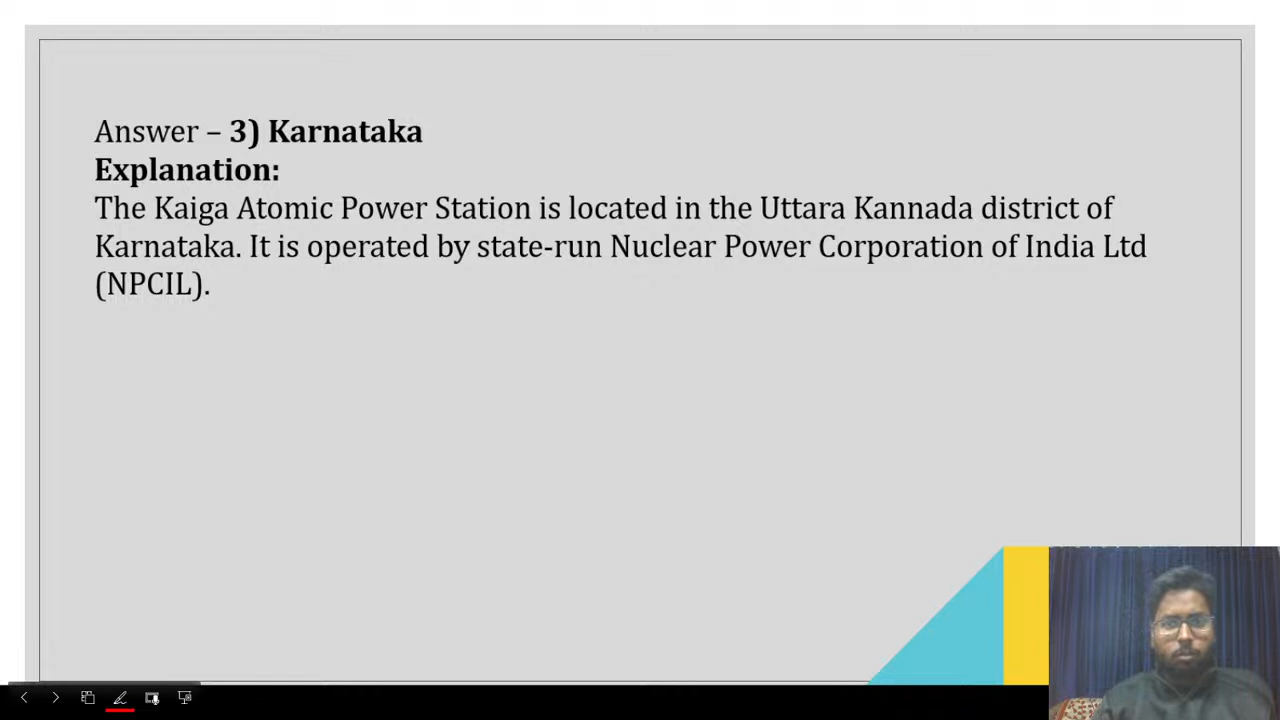 Answer – 3) Karnataka
Explanation:
The Kaiga Atomic Power Station is located in the Uttara Kannada district of
Karnataka. It is operated by state-run Nuclear Power Corporation of India Ltd
(NPCIL).